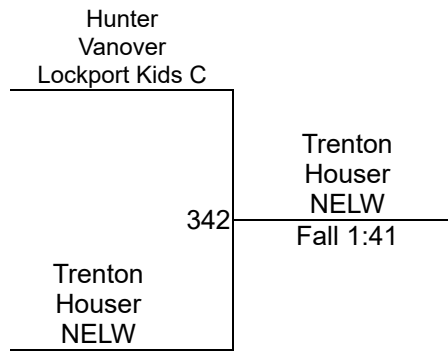 Hunter
Vanover
Lockport Kids C
Trenton
Houser
NELW
342
Fall 1:41
Trenton
Houser
NELW